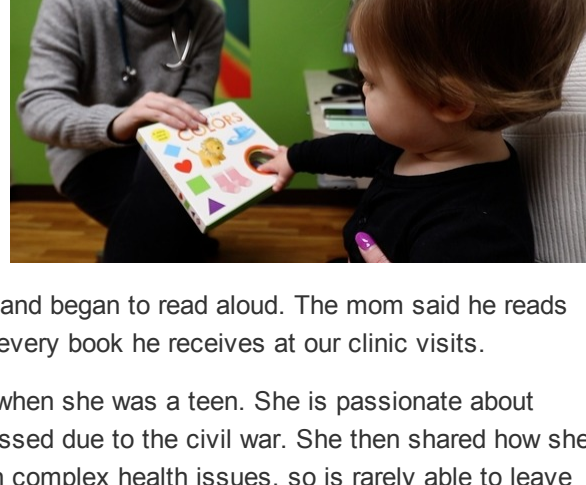 COLORS
and began to read aloud. The mom said he reads
every book he receives at our clinic visits.
when she was a teen. She is passionate about
ssed due to the civil war. She then shared how she
complex health issues, so is rarely able to leave